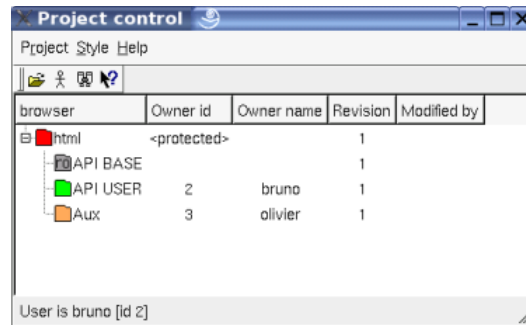 Project control
Project Style Help
browser Owner id Owner name Revision Modified by
html <protected> 1
ro API BASE 1
API USER 2 bruno 1
Aux 3 olivier 1
User is bruno [id 2]